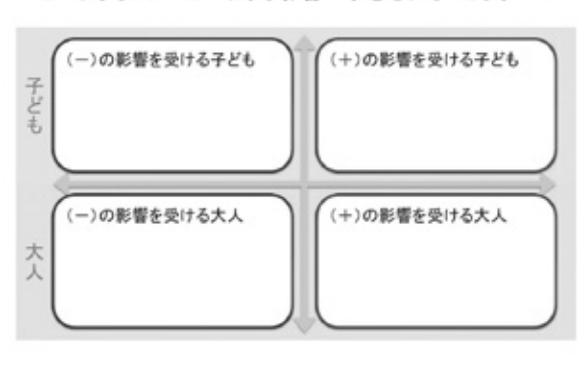 子ども
(－)の影響を受ける子ども
(＋)の影響を受ける子ども
大人
(－)の影響を受ける大人
(＋)の影響を受ける大人